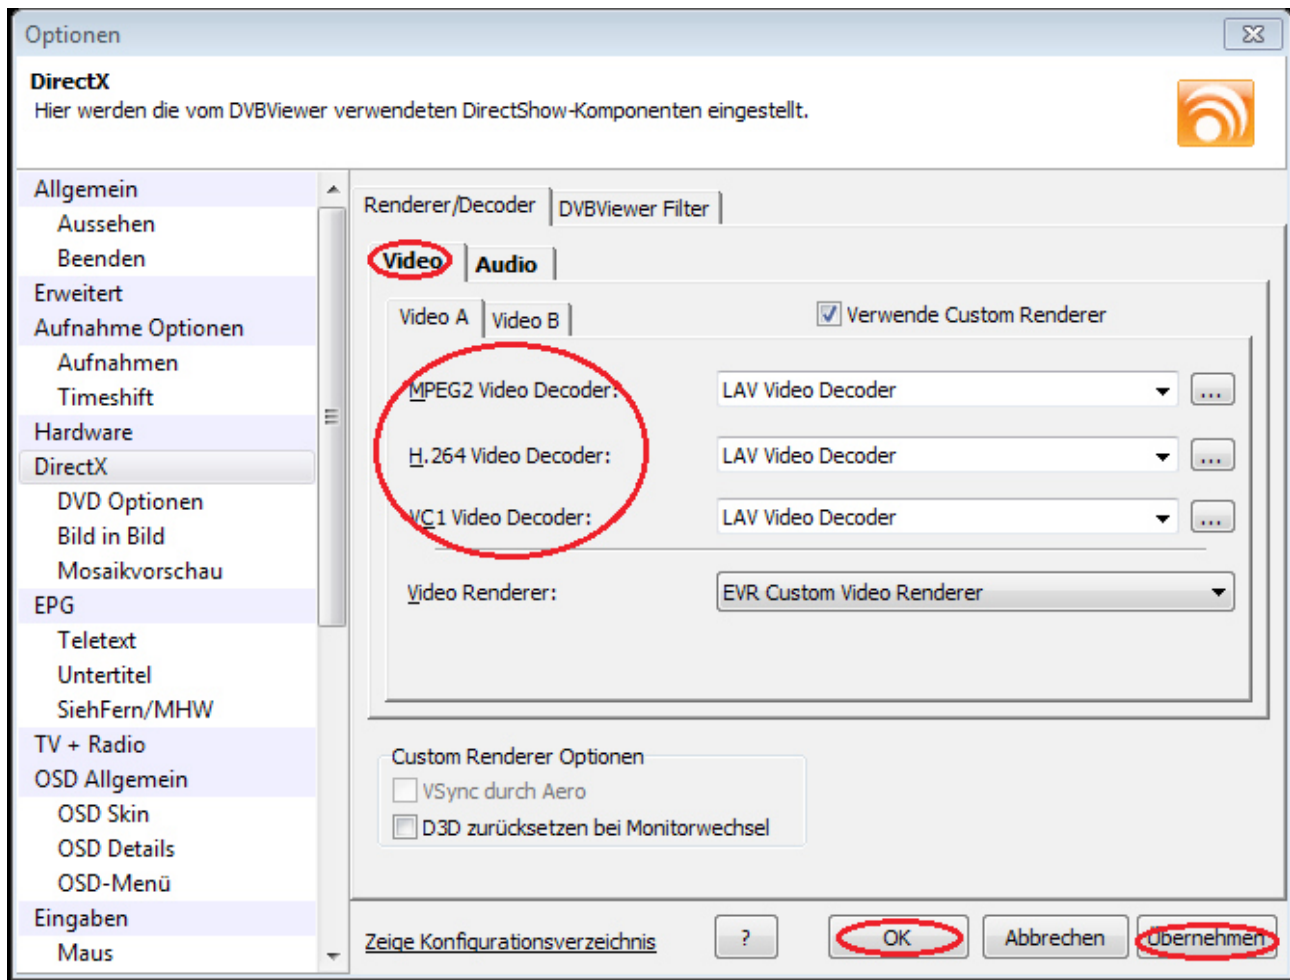 Optionen
DirectX
Hier werden die vom DVBViewer verwendeten DirectShow-Komponenten eingestellt.
Allgemein
Aussehen
Beenden
Erweitert
Aufnahme Optionen
Aufnahmen
Timeshift
Hardware
DirectX
DVD Optionen
Bild in Bild
Mosaikvorschau
EPG
Teletext
Untertitel
SiehFern/MHW
TV + Radio
OSD Allgemein
OSD Skin
OSD Details
OSD-Menü
Eingaben
Maus
Renderer/Decoder
DVBViewer Filter
Video
Audio
Video A
Video B
Verwende Custom Renderer
MPEG2 Video Decoder: LAV Video Decoder ...
H.264 Video Decoder: LAV Video Decoder ...
VC1 Video Decoder: LAV Video Decoder ...
Video Renderer: EVR Custom Video Renderer
Custom Renderer Optionen
VSync durch Aero
D3D zurücksetzen bei Monitorwechsel
Zeige Konfigurationsverzeichnis
?
OK
Abbrechen
Übernehmen